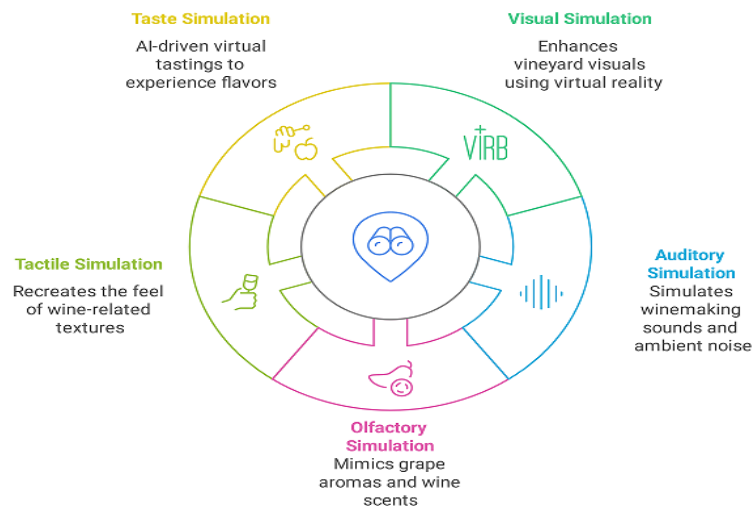 Taste Simulation
AI-driven virtual
tastings to
experience flavors
Visual Simulation
Enhances
vineyard visuals
using virtual reality
VIRB
Tactile Simulation
Recreates the feel
of wine-related
textures
Auditory
Simulation
Simulates
winemaking
sounds and
ambient noise
Olfactory
Simulation
Mimics grape
aromas and wine
scents